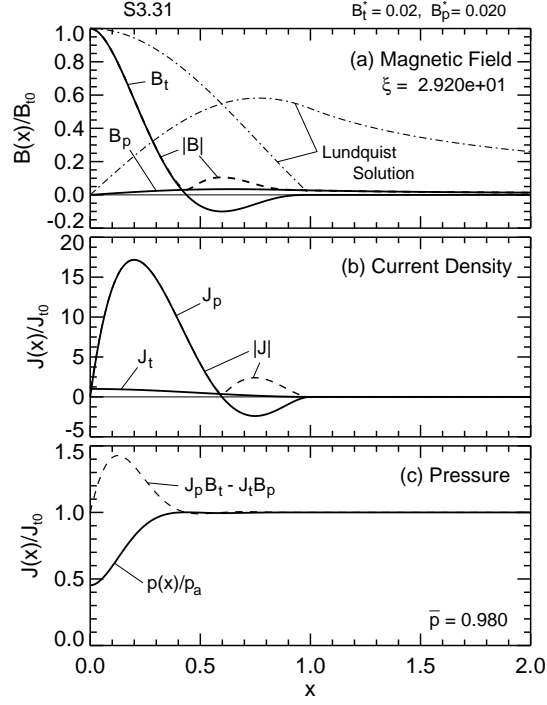 S3.31 B*t = 0.02, B*p = 0.020
(a) Magnetic Field
ξ = 2.920e+01
Bt
Bp
|B|
Lundquist
Solution
B(x)/Bt0
1.0
0.8
0.6
0.4
0.2
0.0
-0.2
(b) Current Density
Jp
Jt
|J|
J(x)/Jt0
20
15
10
5
0
-5
(c) Pressure
JpBt - JtBp
p(x)/pa
p̅ = 0.980
J(x)/Jt0
1.5
1.0
0.5
0.0
0.0 0.5 1.0 1.5 2.0
x